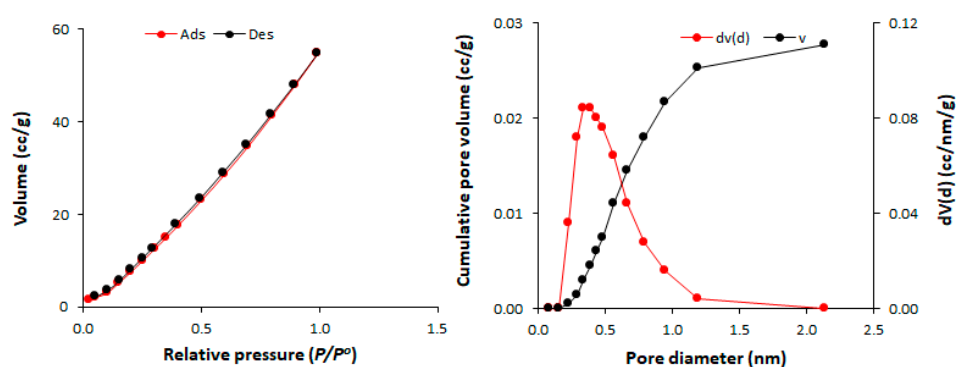 Ads Des
60
40
20
0
0.0 0.5 1.0 1.5
Volume (cc/g)
Relative pressure (P/Pº)
dv(d) v
0.03
0.02
0.01
0.00
0.12
0.08
0.04
0.00
0.0 0.5 1.0 1.5 2.0 2.5
Cumulative pore volume (cc/g)
dV(d) (cc/nm/g)
Pore diameter (nm)